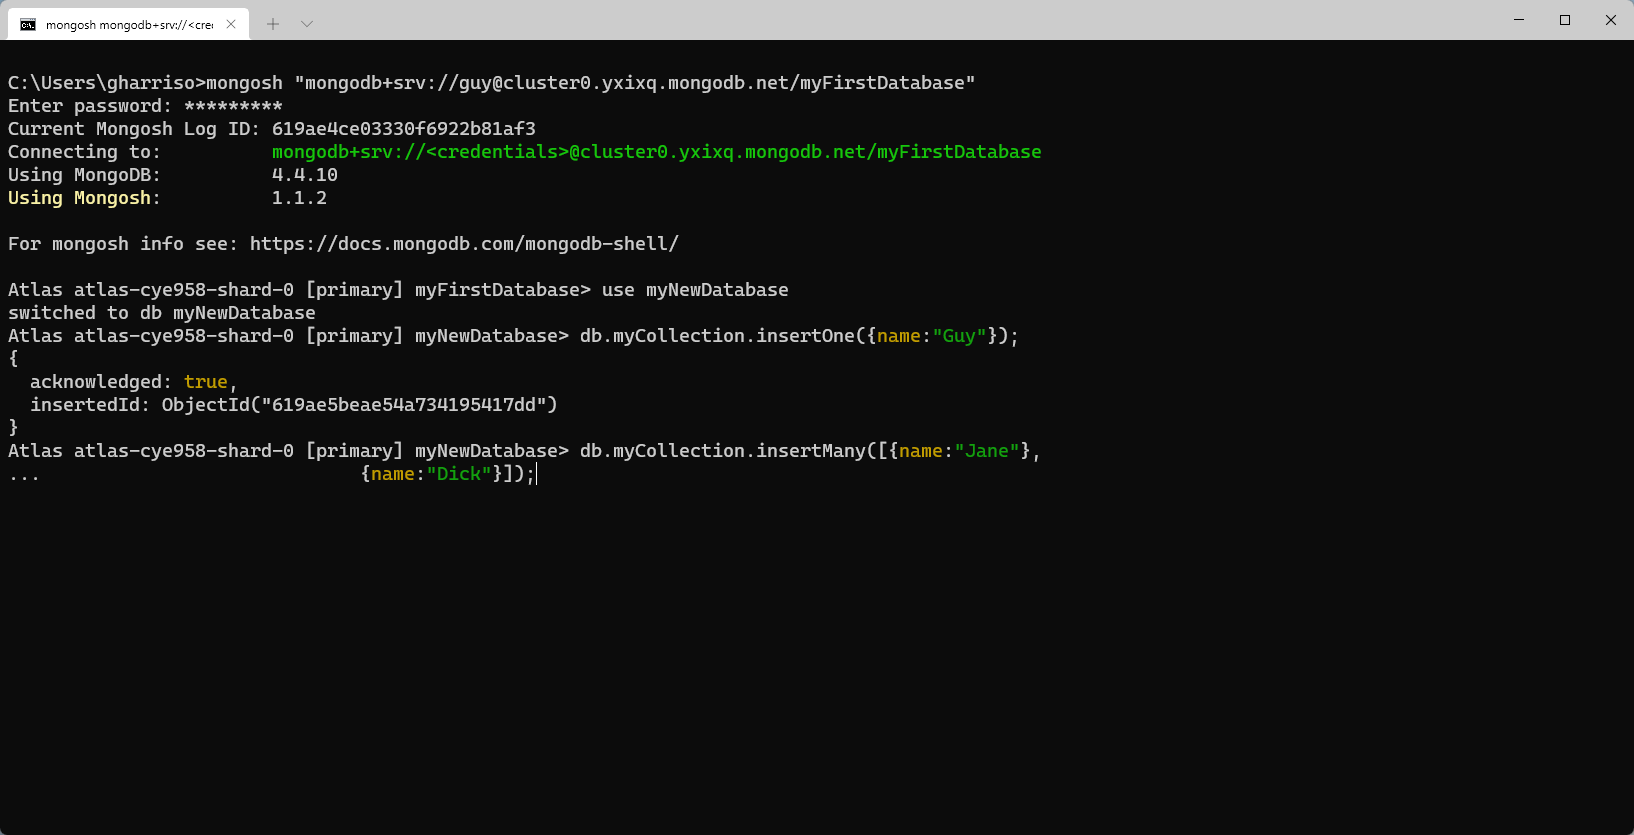 mongosh mongodb+srv://<cre
C:\Users\gharriso>mongosh "mongodb+srv://guy@cluster0.yxixq.mongodb.net/myFirstDatabase"
Enter password: *********
Current Mongosh Log ID: 619ae4ce03330f6922b81af3
Connecting to:          mongodb+srv://<credentials>@cluster0.yxixq.mongodb.net/myFirstDatabase
Using MongoDB:          4.4.10
Using Mongosh:          1.1.2
For mongosh info see: https://docs.mongodb.com/mongodb-shell/
Atlas atlas-cye958-shard-0 [primary] myFirstDatabase> use myNewDatabase
switched to db myNewDatabase
Atlas atlas-cye958-shard-0 [primary] myNewDatabase> db.myCollection.insertOne({name:"Guy"});
{
  acknowledged: true,
  insertedId: ObjectId("619ae5beae54a734195417dd")
}
Atlas atlas-cye958-shard-0 [primary] myNewDatabase> db.myCollection.insertMany([{name:"Jane"},
...                             {name:"Dick"}]);